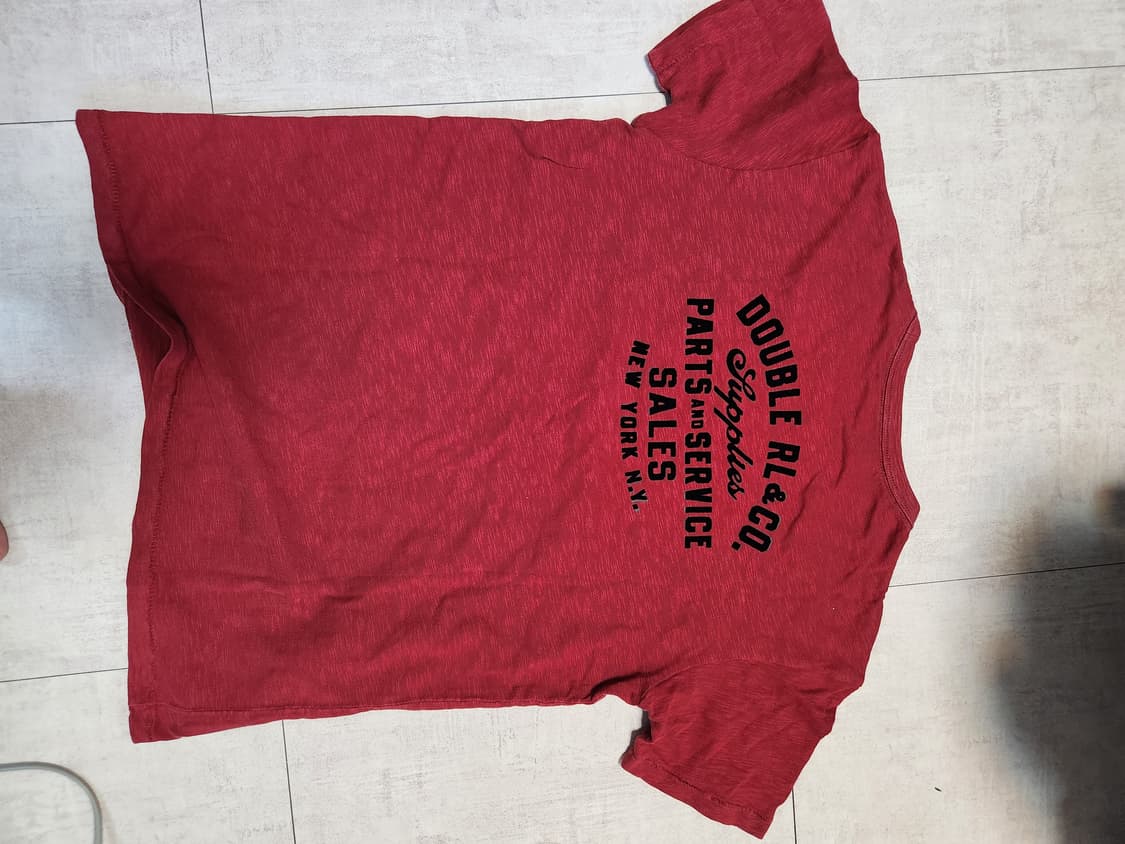 DOUBLE RL & CO.
Supplies
PARTS AND SERVICE
SALES
NEW YORK N.Y.